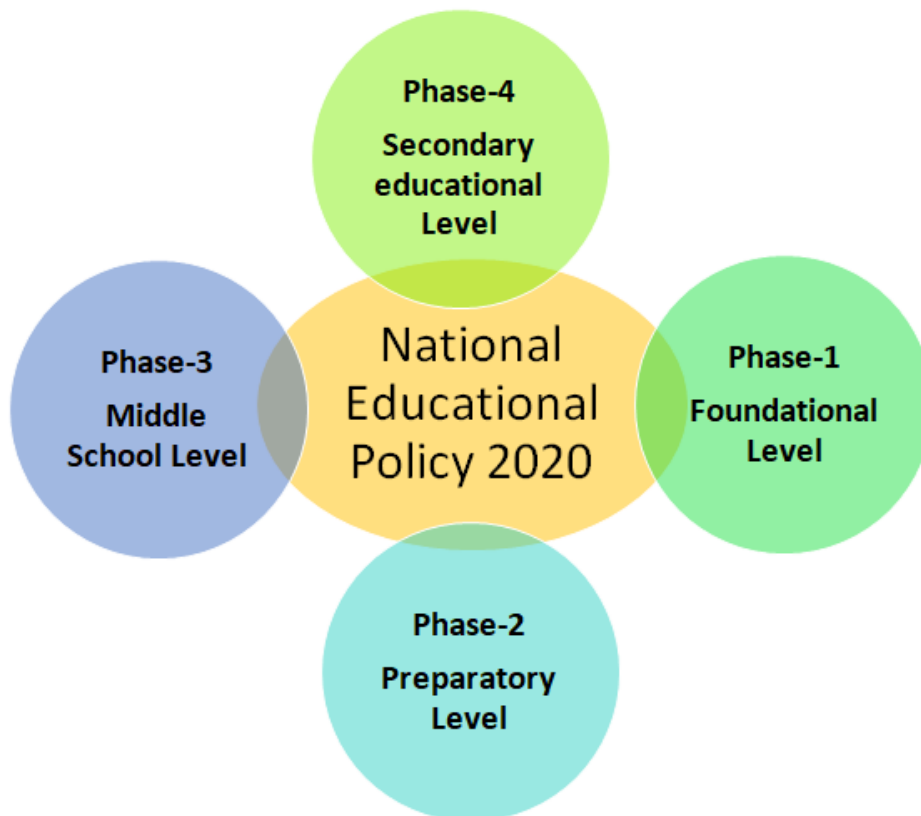 Phase-4
Secondary
educational
Level
National
Educational
Policy 2020
Phase-1
Foundational
Level
Phase-2
Preparatory
Level
Phase-3
Middle
School Level